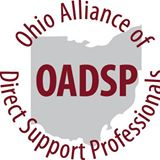 Ohio Alliance of
OADSP
Direct Support Professionals